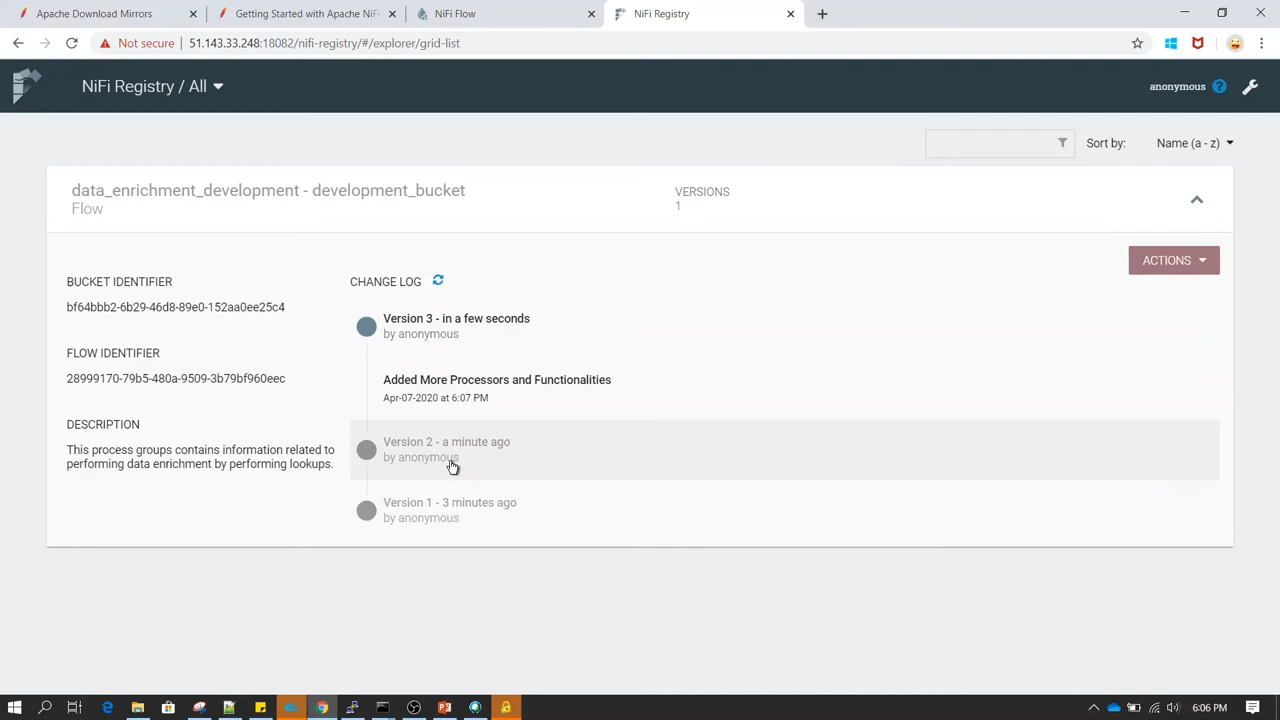 Apache Download Mirrors
Getting Started with Apache NiFi
NiFi Flow
NiFi Registry
Not secure
51.143.33.248:18082/nifi-registry/#/explorer/grid-list
NiFi Registry / All
anonymous
Sort by:
Name (a - z)
data_enrichment_development - development_bucket
Flow
VERSIONS
1
ACTIONS
BUCKET IDENTIFIER
bf64bbb2-6b29-46d8-89e0-152aa0ee25c4
FLOW IDENTIFIER
28999170-79b5-480a-9509-3b79bf960eec
DESCRIPTION
This process groups contains information related to
performing data enrichment by performing lookups.
CHANGE LOG
Version 3 - in a few seconds
by anonymous
Added More Processors and Functionalities
Apr-07-2020 at 6:07 PM
Version 2 - a minute ago
by anonymous
Version 1 - 3 minutes ago
by anonymous
6:06 PM